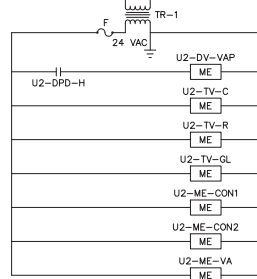 TR-1
F
24 VAC
U2-DV-VAP
ME
U2-DPD-H
U2-TV-C
ME
U2-TV-R
ME
U2-TV-GL
ME
U2-ME-CON1
ME
U2-ME-CON2
ME
U2-ME-VA
ME